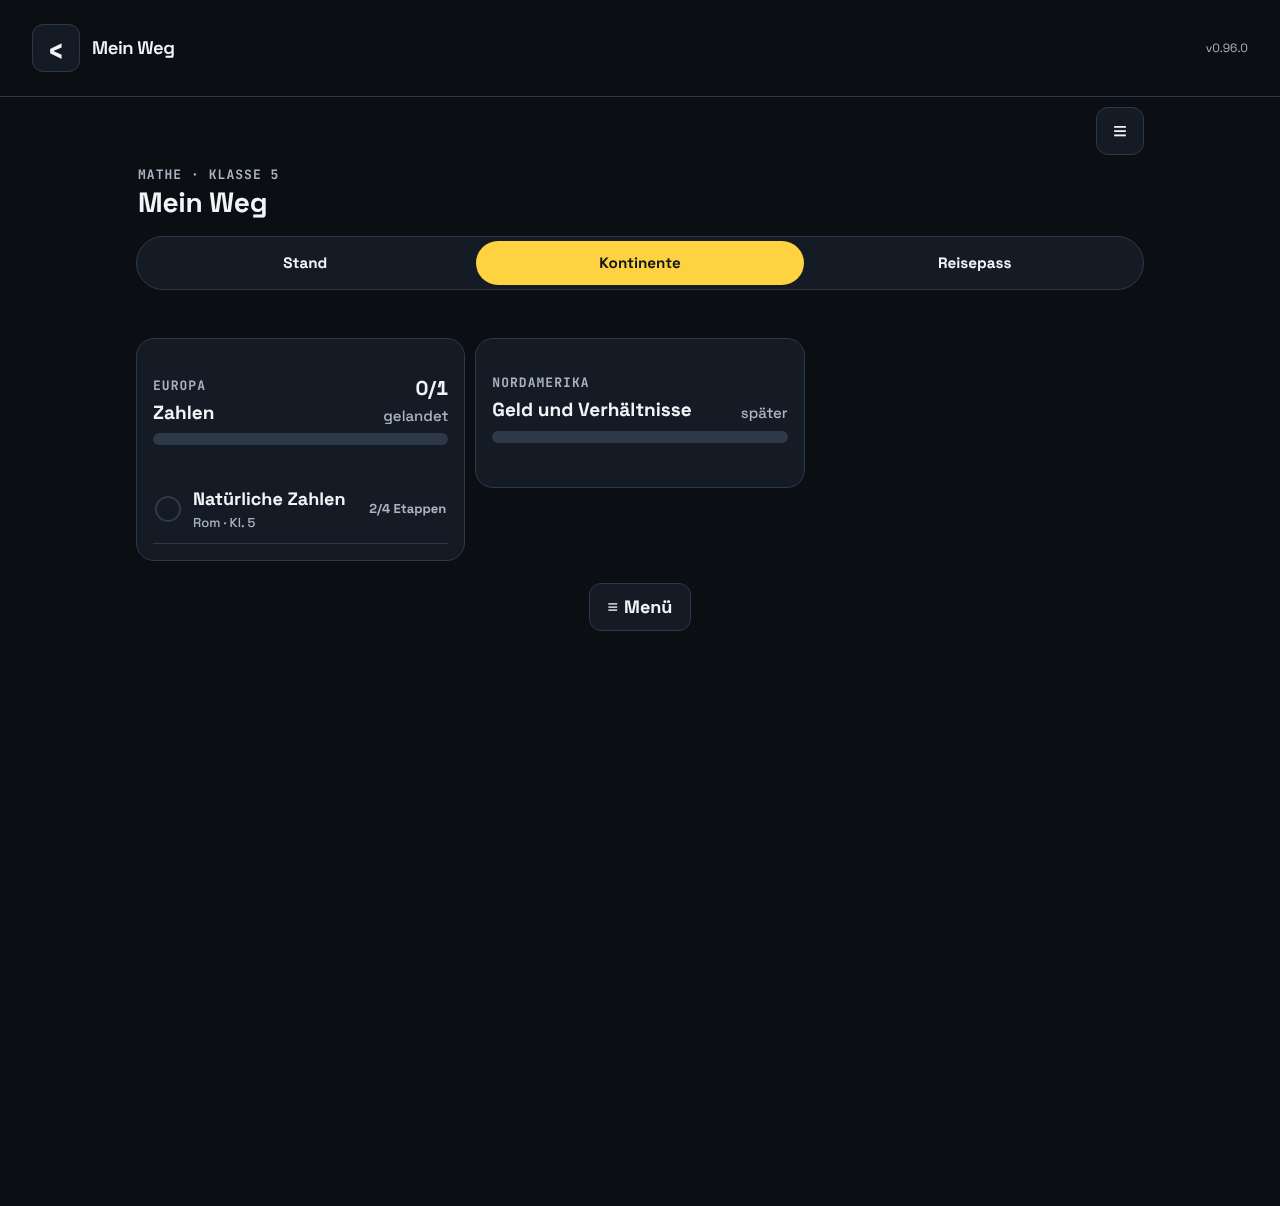 < Mein Weg
v0.96.0
≡
MATHE · KLASSE 5
Mein Weg
Stand
Kontinente
Reisepass
EUROPA
0/1
Zahlen
gelandet
Natürliche Zahlen
Rom · Kl. 5
2/4 Etappen
NORDAMERIKA
Geld und Verhältnisse
später
≡ Menü